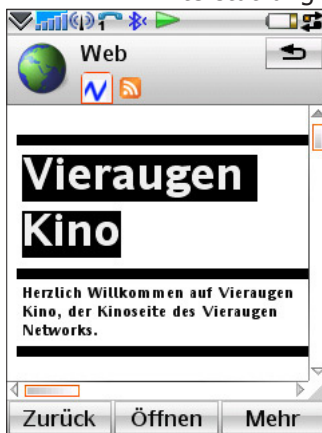 Web
Vieraugen
Kino
Herzlich Willkommen auf Vieraugen
Kino, der Kinoseite des Vieraugen
Networks.
Zurück Öffnen Mehr